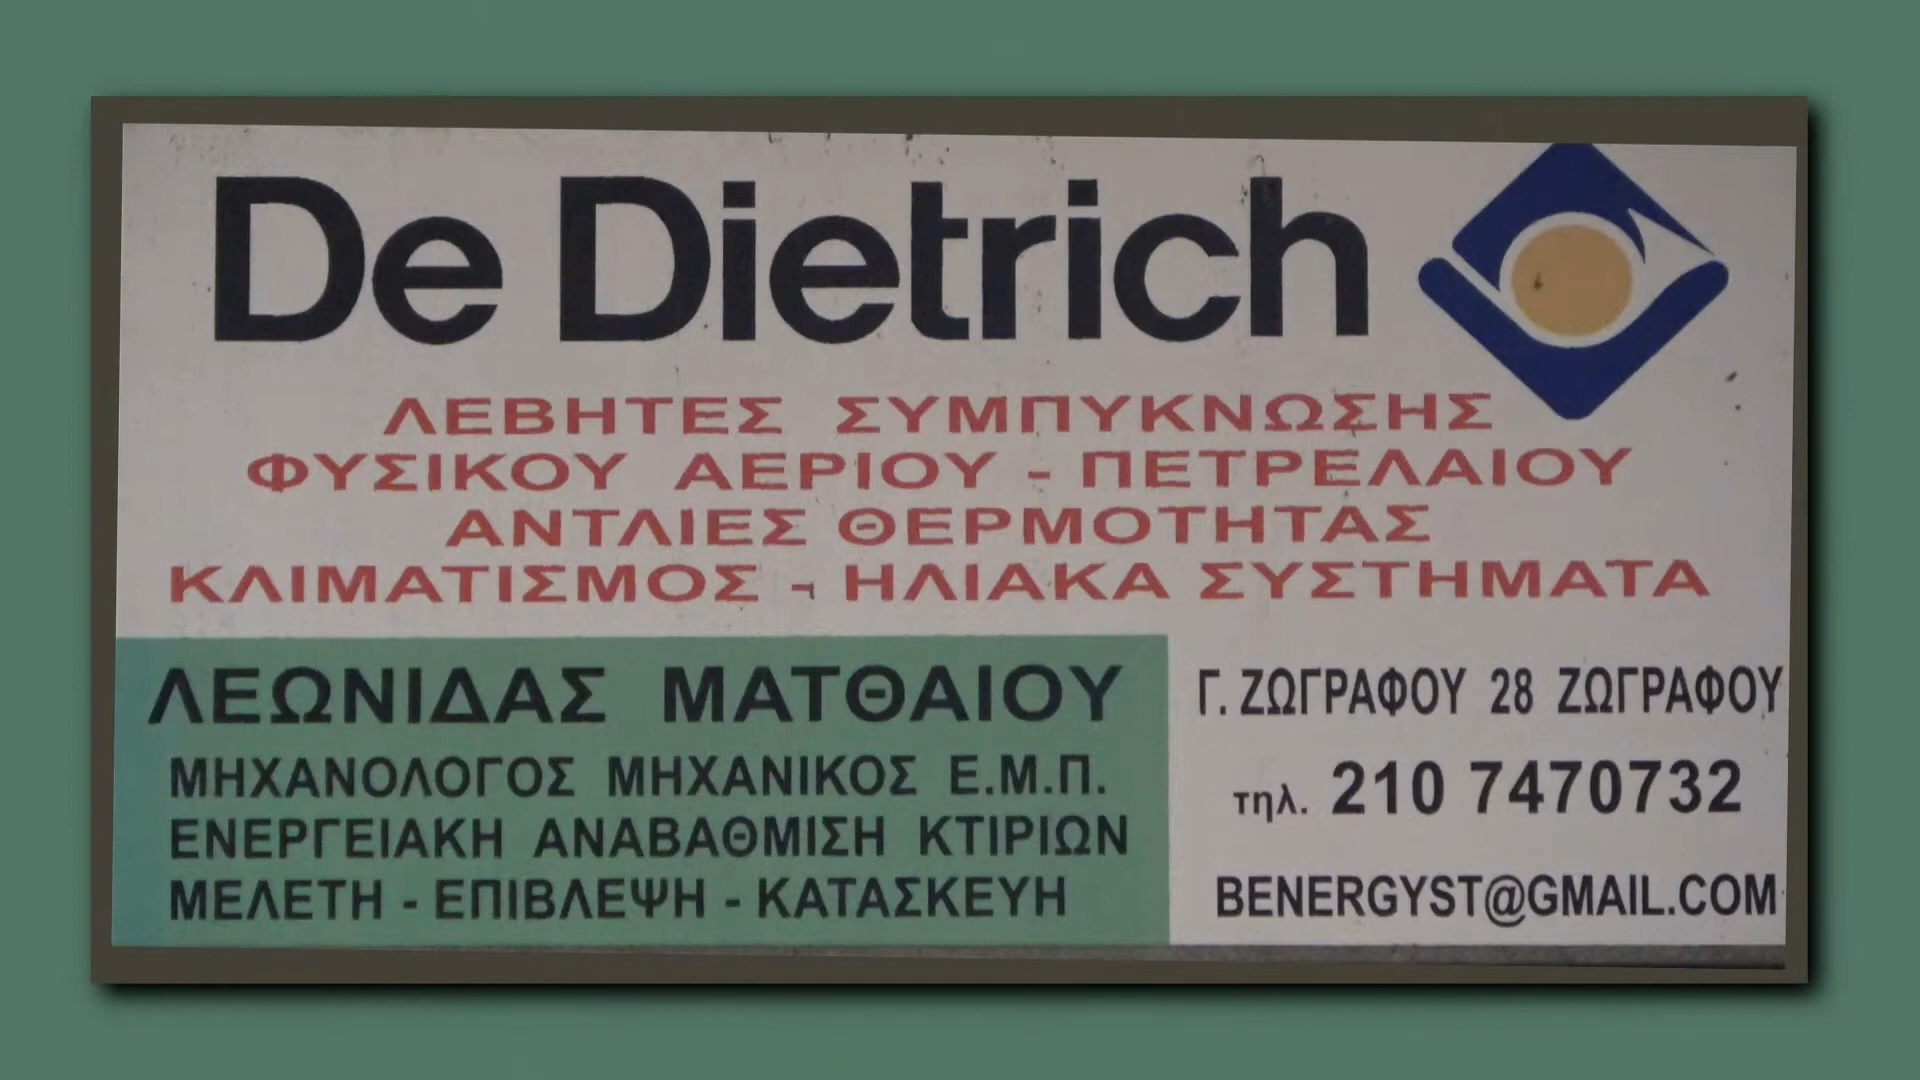 De Dietrich
ΛΕΒΗΤΕΣ ΣΥΜΠΥΚΝΩΣΗΣ
ΦΥΣΙΚΟΥ ΑΕΡΙΟΥ - ΠΕΤΡΕΛΑΙΟΥ
ΑΝΤΛΙΕΣ ΘΕΡΜΟΤΗΤΑΣ
ΚΛΙΜΑΤΙΣΜΟΣ - ΗΛΙΑΚΑ ΣΥΣΤΗΜΑΤΑ
ΛΕΩΝΙΔΑΣ ΜΑΤΘΑΙΟΥ
ΜΗΧΑΝΟΛΟΓΟΣ ΜΗΧΑΝΙΚΟΣ Ε.Μ.Π.
ΕΝΕΡΓΕΙΑΚΗ ΑΝΑΒΑΘΜΙΣΗ ΚΤΙΡΙΩΝ
ΜΕΛΕΤΗ - ΕΠΙΒΛΕΨΗ - ΚΑΤΑΣΚΕΥΗ
Γ. ΖΩΓΡΑΦΟΥ 28 ΖΩΓΡΑΦΟΥ
τηλ. 210 7470732
BENERGYST@GMAIL.COM